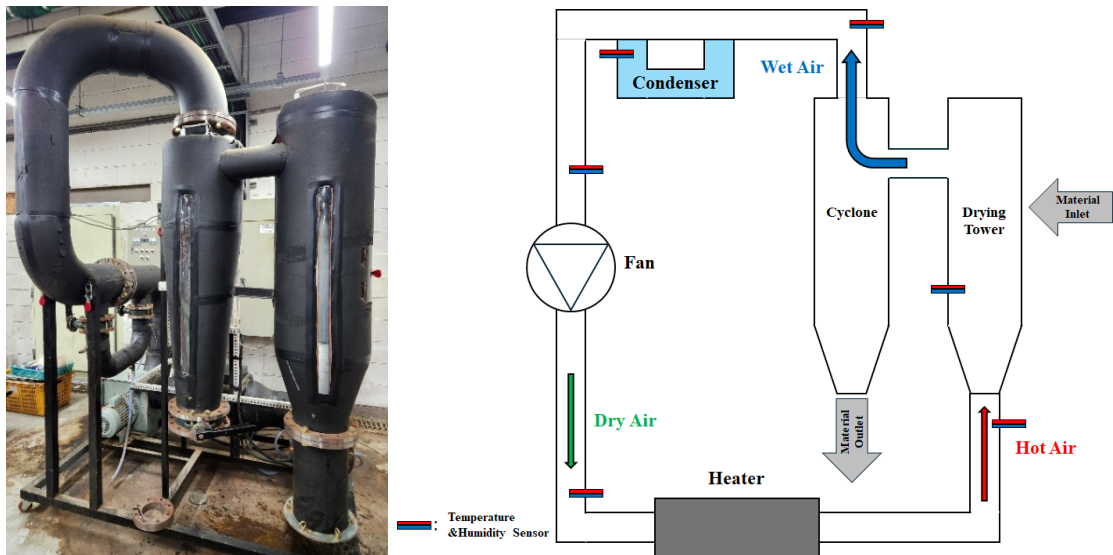 Wet Air
Condenser
Material
Inlet
Cyclone
Drying
Tower
Fan
Dry Air
Material
Outlet
Hot Air
Heater
: Temperature
&Humidity Sensor